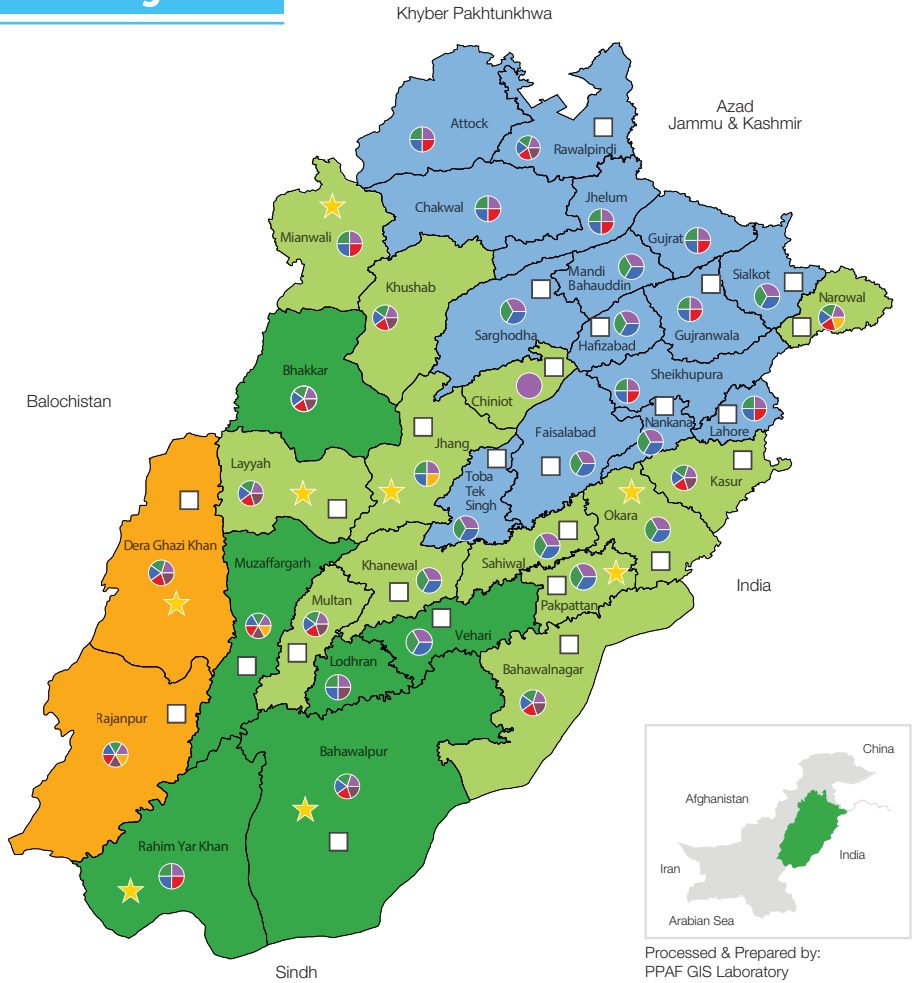 Khyber Pakhtunkhwa
Azad
Jammu & Kashmir
Attock
Rawalpindi
Chakwal
Jhelum
Mianwali
Gujrat
Mandi
Bahauddin
Sialkot
Khushab
Narowal
Sarghodha
Hafizabad
Gujranwala
Bhakkar
Sheikhupura
Balochistan
Chiniot
Nankana
Lahore
Faisalabad
Jhang
Layyah
Toba
Tek
Singh
Kasur
Okara
Dera Ghazi Khan
Muzaffargarh
Khanewal
Sahiwal
India
Multan
Pakpattan
Vehari
Lodhran
Bahawalnagar
Rajanpur
Bahawalpur
China
Afghanistan
Rahim Yar Khan
India
Iran
Arabian Sea
Processed & Prepared by:
PPAF GIS Laboratory
Sindh